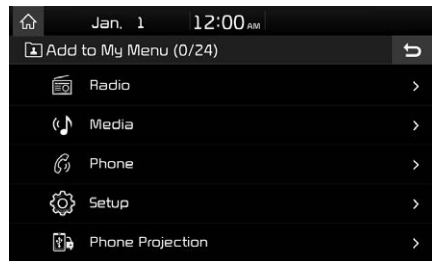 Jan. 1 12:00 AM
Add to My Menu (0/24)
Radio
Media
Phone
Setup
Phone Projection